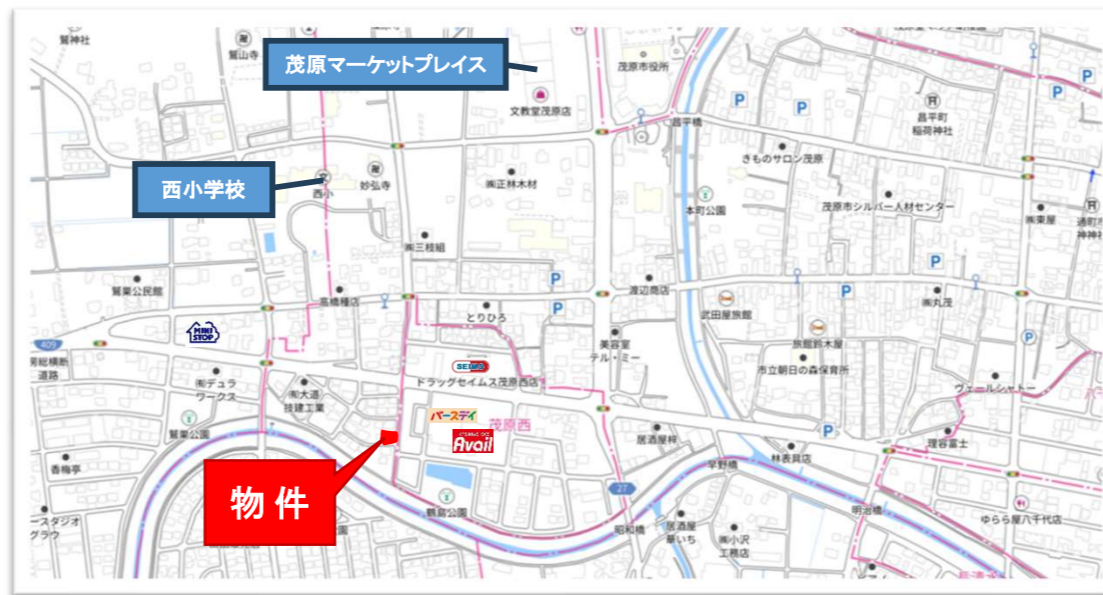 鷲神社
鷲山寺
茂原マーケットプレイス
茂原市役所
文教堂茂原店
昌平橋
P
P
P
昌平町
稲荷神社
きものサロン茂原
西小学校
西小
妙弘寺
㈱正林木材
本町公園
茂原市シルバー人材センター
㈱東屋
㈱三枝組
鷲巣公民館
高橋種店
P
P
とりひろ
渡辺商店
P
P
㈱丸茂
武田屋旅館
旅館鈴木屋
P
MINI
STOP
409
道路
美容室
テル・ミー
SEIMS
ドラッグセイムス茂原西店
市立朝日の森保育所
ヴェールシャトー
㈲デュラ
ワークス
㈲大道
技建工業
バースデイ
Avail
茂原西
鷲巣公園
居酒屋梓
P
理容富士
香梅亭
早野橋
林表具店
物件
鶴島公園
27
昭和橋
居酒屋
華いち
㈲小沢
工務店
明治橋
ゆらら屋八千代店